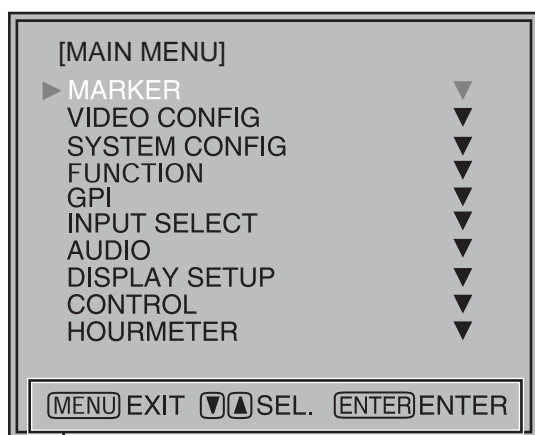 [MAIN MENU]
MARKER
VIDEO CONFIG
SYSTEM CONFIG
FUNCTION
GPI
INPUT SELECT
AUDIO
DISPLAY SETUP
CONTROL
HOURMETER
MENU EXIT ▼▲ SEL. ENTER ENTER